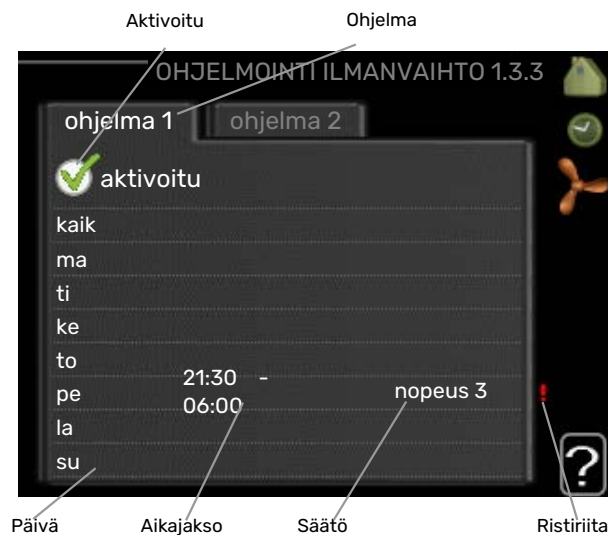 Aktivoitu Ohjelma
OHJELMOINTI ILMANVAIHTO 1.3.3
ohjelma 1 ohjelma 2
aktivoitu
kaik
ma
ti
ke
to
pe 21:30 - nopeus 3 !
06:00
la
su
?
Päivä Aikajakso Säätö Ristiriita